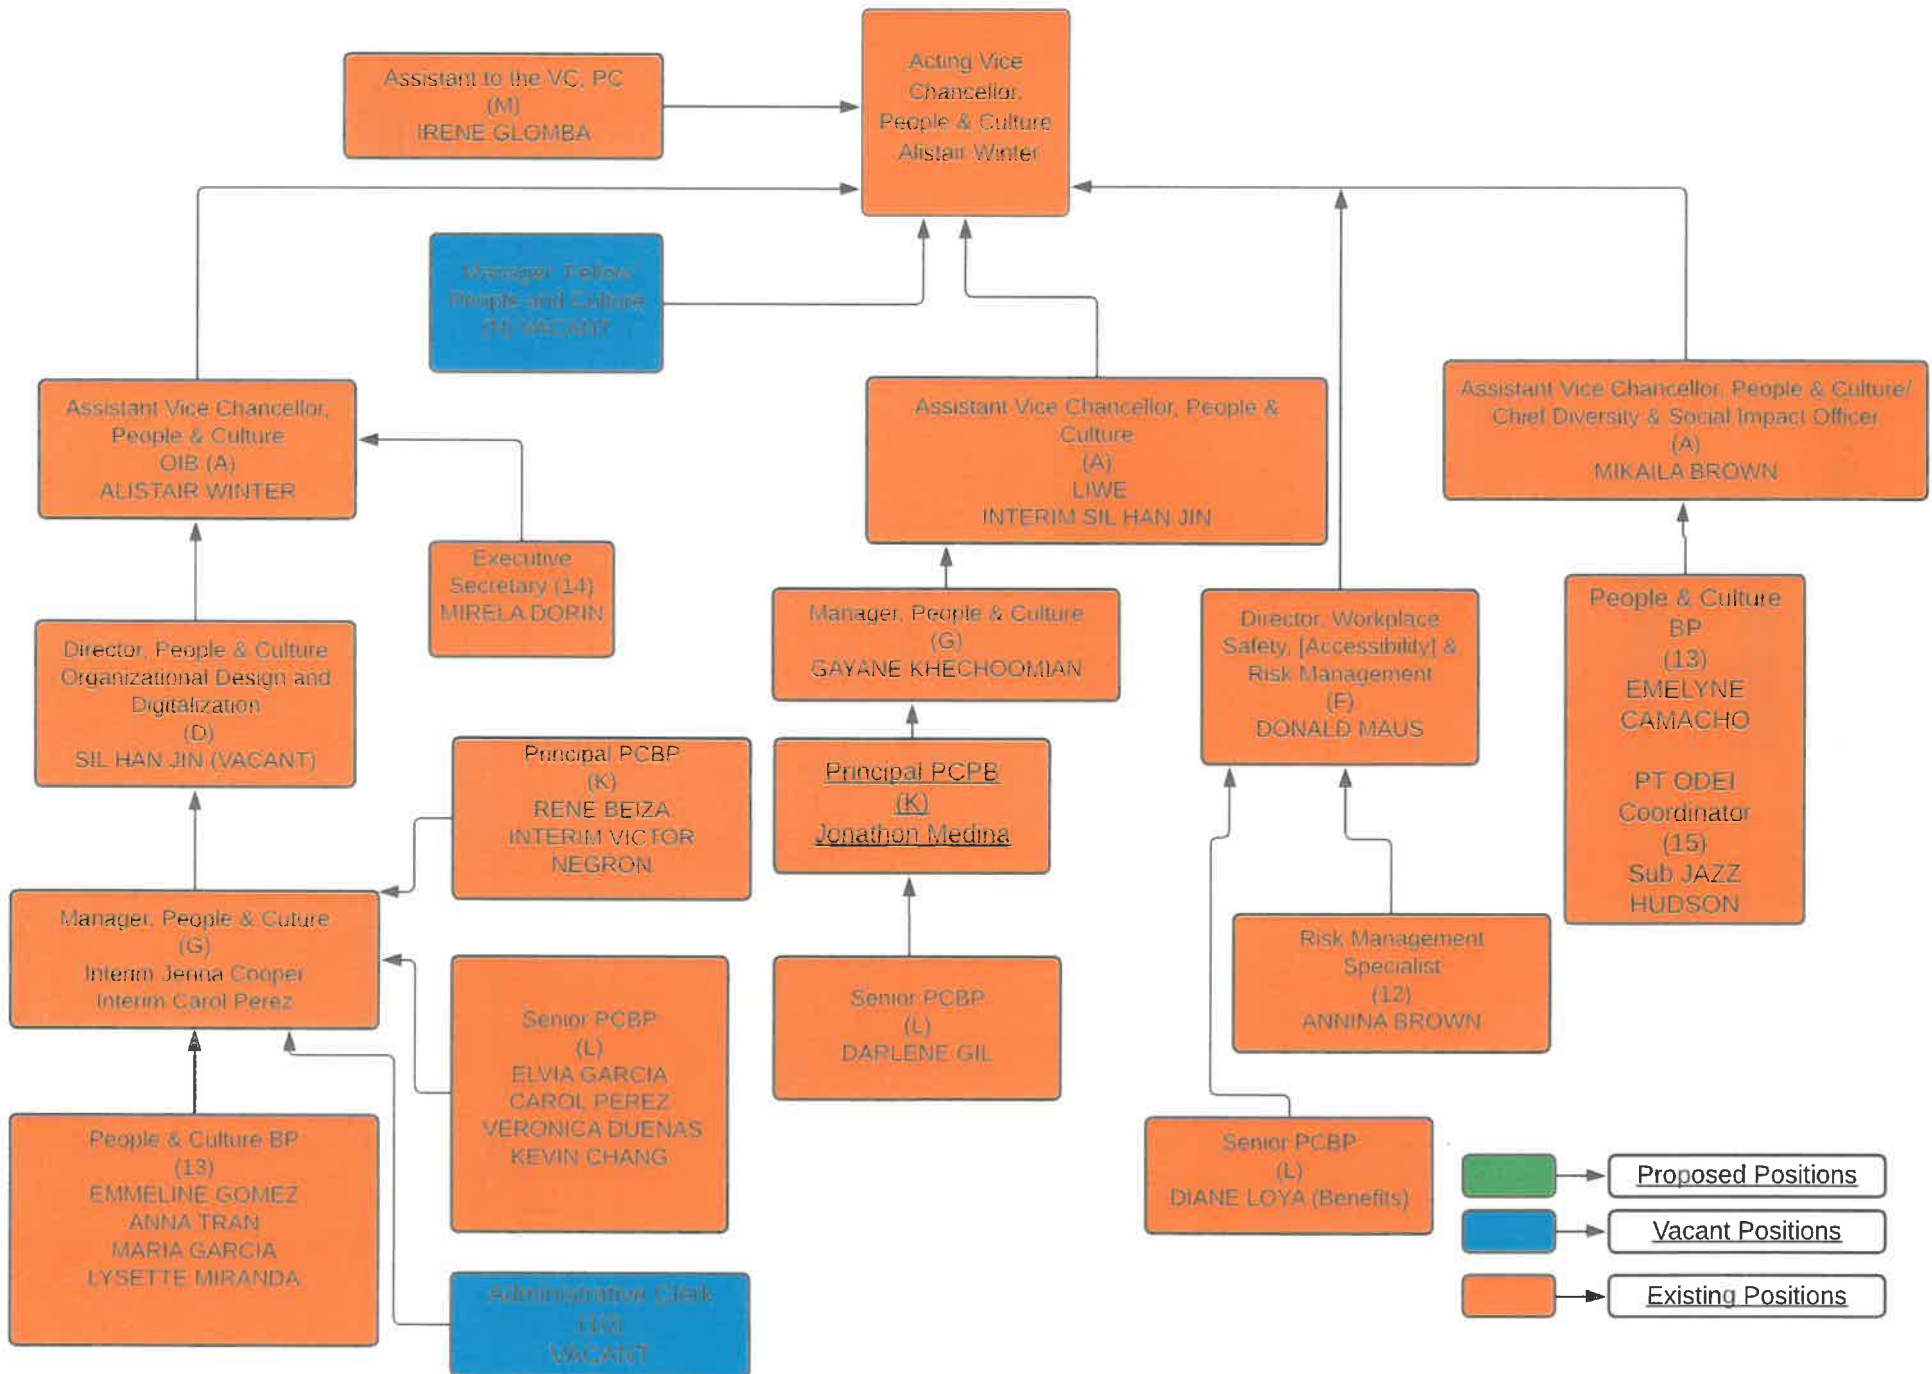 Acting Vice
Chancellor,
People & Culture
Alistair Winter
Assistant to the VC, PC
(M)
IRENE GLOMBA
Manager, Fellow,
People and Culture
(N) VACANT
Assistant Vice Chancellor,
People & Culture
OIB (A)
ALISTAIR WINTER
Assistant Vice Chancellor, People &
Culture
(A)
LIWE
INTERIM SIL HAN JIN
Assistant Vice Chancellor, People & Culture/
Chief Diversity & Social Impact Officer
(A)
MIKAILA BROWN
Executive
Secretary (14)
MIRELA DORIN
Director, People & Culture
Organizational Design and
Digitalization
(D)
SIL HAN JIN (VACANT)
Manager, People & Culture
(G)
GAYANE KHECHOOMIAN
Director, Workplace
Safety, [Accessibility] &
Risk Management
(F)
DONALD MAUS
People & Culture
BP
(13)
EMELYNE
CAMACHO
PT ODEI
Coordinator
(15)
Sub JAZZ
HUDSON
Principal PCBP
(K)
RENE BEIZA
INTERIM VICTOR
NEGRON
Principal PCPB
(K)
Jonathon Medina
Manager, People & Cuture
(G)
Interim Jenna Cooper
Interim Carol Perez
Senior PCBP
(L)
ELVIA GARCIA
CAROL PEREZ
VERONICA DUENAS
KEVIN CHANG
Senior PCBP
(L)
DARLENE GIL
Risk Management
Specialist
(12)
ANNINA BROWN
People & Culture BP
(13)
EMMELINE GOMEZ
ANNA TRAN
MARIA GARCIA
LYSETTE MIRANDA
Senior PCBP
(L)
DIANE LOYA (Benefits)
Administrative Clerk
(10)
VACANT
Proposed Positions
Vacant Positions
Existing Positions